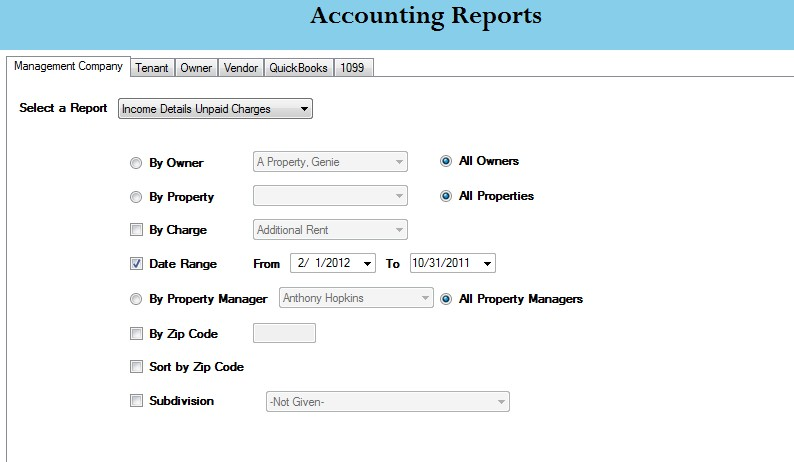 Accounting Reports
Management Company Tenant Owner Vendor QuickBooks 1099
Select a Report Income Details Unpaid Charges
By Owner A Property, Genie All Owners
By Property All Properties
By Charge Additional Rent
Date Range From 2/ 1/2012 To 10/31/2011
By Property Manager Anthony Hopkins All Property Managers
By Zip Code
Sort by Zip Code
Subdivision -Not Given-